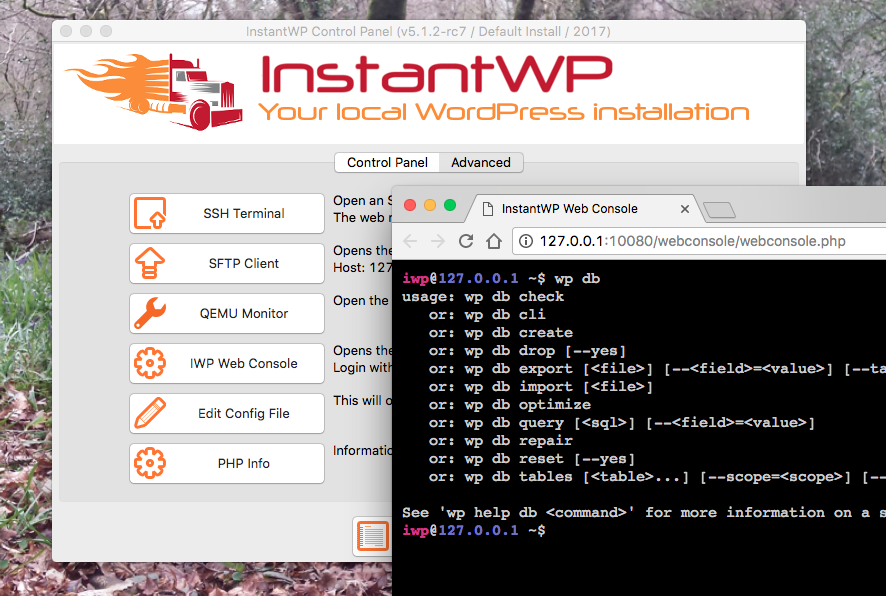 InstantWP Control Panel (v5.1.2-rc7 / Default Install / 2017)
InstantWP
Your local WordPress installation
Control Panel
Advanced
SSH Terminal
Open an S
The web
SFTP Client
Opens the
Host: 127
QEMU Monitor
Open the
IWP Web Console
Opens the
Login with
Edit Config File
This will o
PHP Info
Informatio
InstantWP Web Console
127.0.0.1:10080/webconsole/webconsole.php
iwp@127.0.0.1 ~$ wp db
usage: wp db check
or: wp db cli
or: wp db create
or: wp db drop [--yes]
or: wp db export [<file>] [--<field>=<value>] [--ta
or: wp db import [<file>]
or: wp db optimize
or: wp db query [<sql>] [--<field>=<value>]
or: wp db repair
or: wp db reset [--yes]
or: wp db tables [<table>...] [--scope=<scope>] [--
See 'wp help db <command>' for more information on a s
iwp@127.0.0.1 ~$